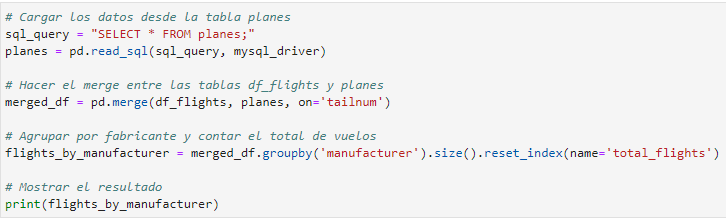 # Cargar los datos desde la tabla planes
sql_query = "SELECT * FROM planes;"
planes = pd.read_sql(sql_query, mysql_driver)
# Hacer el merge entre las tablas df_flights y planes
merged_df = pd.merge(df_flights, planes, on='tailnum')
# Agrupar por fabricante y contar el total de vuelos
flights_by_manufacturer = merged_df.groupby('manufacturer').size().reset_index(name='total_flights')
# Mostrar el resultado
print(flights_by_manufacturer)